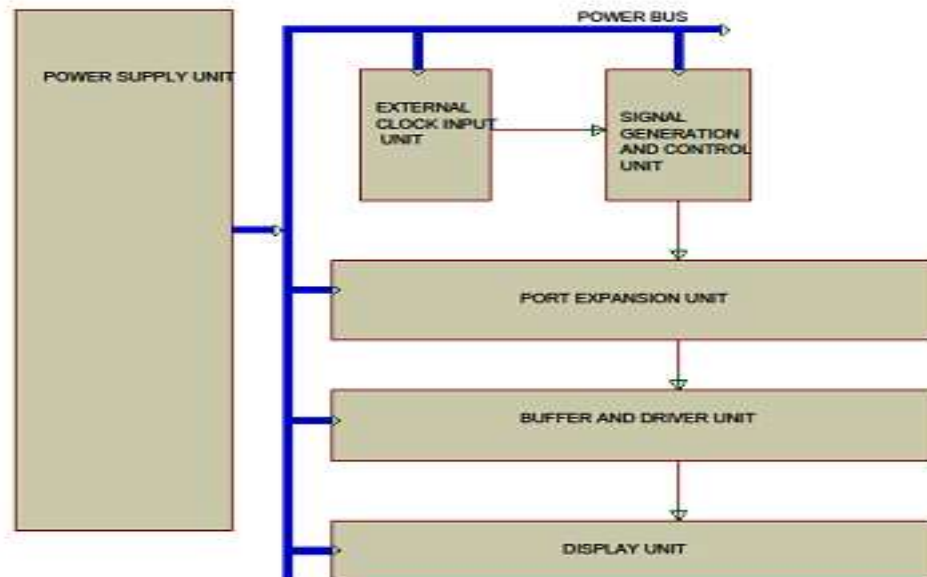 POWER BUS
POWER SUPPLY UNIT
EXTERNAL
CLOCK INPUT
UNIT
SIGNAL
GENERATION
AND CONTROL
UNIT
PORT EXPANSION UNIT
BUFFER AND DRIVER UNIT
DISPLAY UNIT